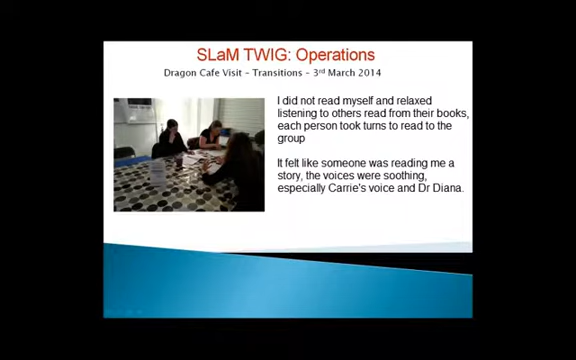 SLaM TWIG: Operations
Dragon Cafe Visit – Transitions – 3rd March 2014
I did not read myself and relaxed
listening to others read from their books,
each person took turns to read to the
group
It felt like someone was reading me a
story, the voices were soothing,
especially Carrie's voice and Dr Diana.